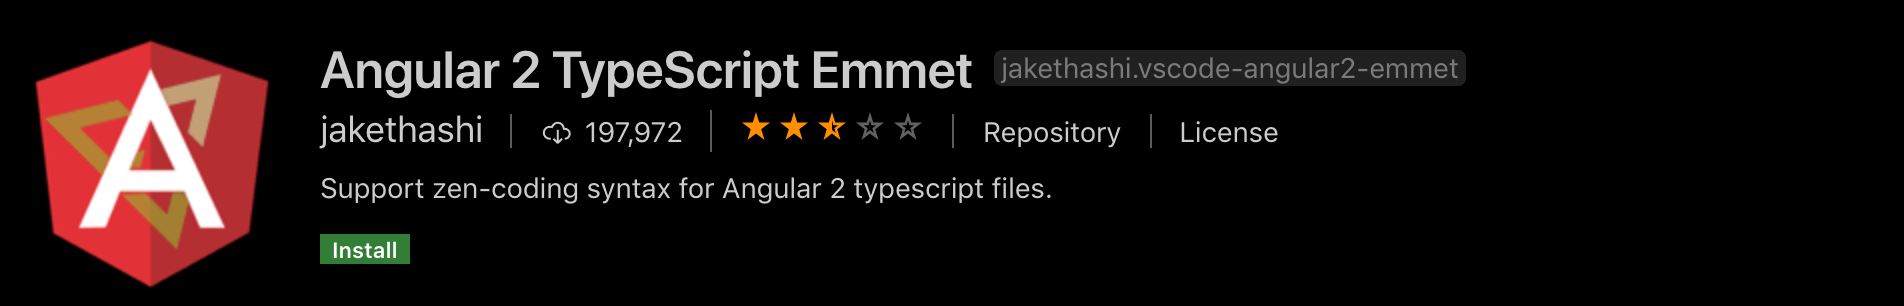 Angular 2 TypeScript Emmet jakethashi.vscode-angular2-emmet
jakethashi 197,972 Repository License
Support zen-coding syntax for Angular 2 typescript files.
Install